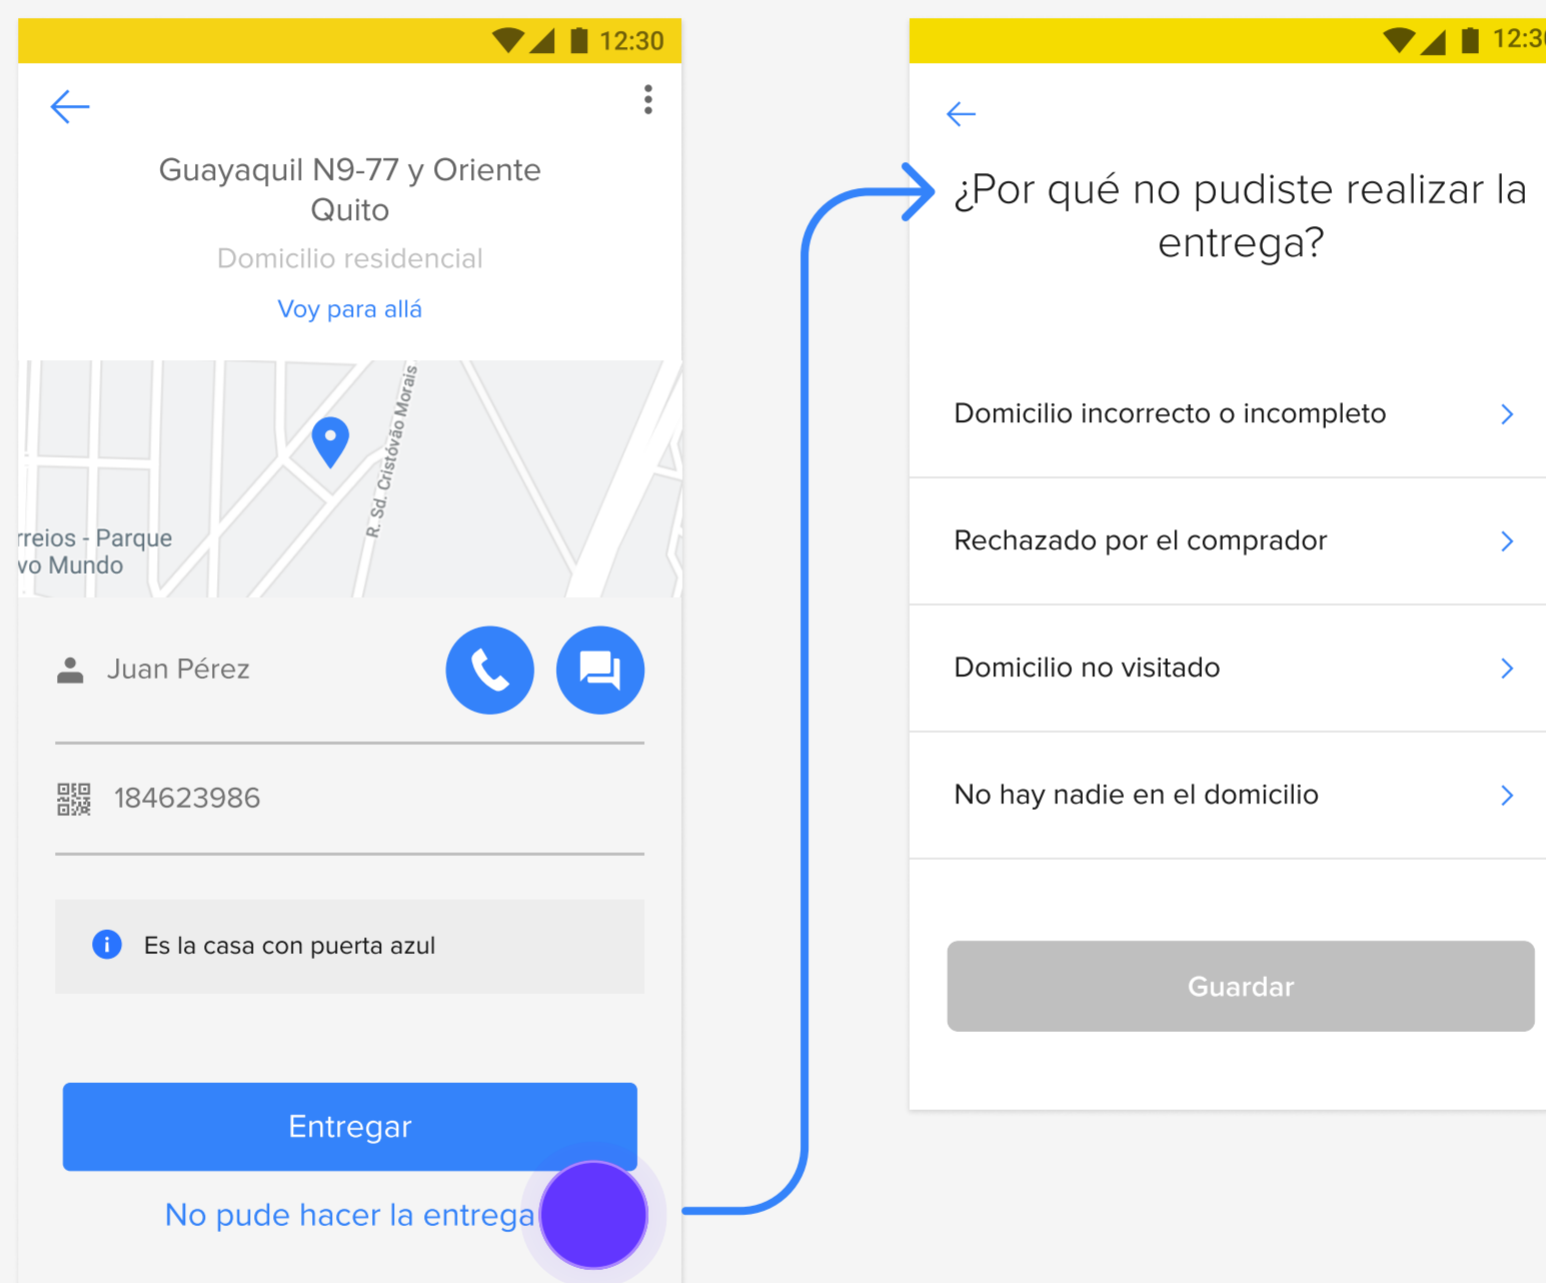 12:30
Guayaquil N9-77 y Oriente
Quito
Domicilio residencial
Voy para allá
R. Sd. Cristóvão Morais
rreios - Parque
vo Mundo
Juan Pérez
184623986
Es la casa con puerta azul
Entregar
No pude hacer la entrega
12:30
¿Por qué no pudiste realizar la
entrega?
Domicilio incorrecto o incompleto
Rechazado por el comprador
Domicilio no visitado
No hay nadie en el domicilio
Guardar